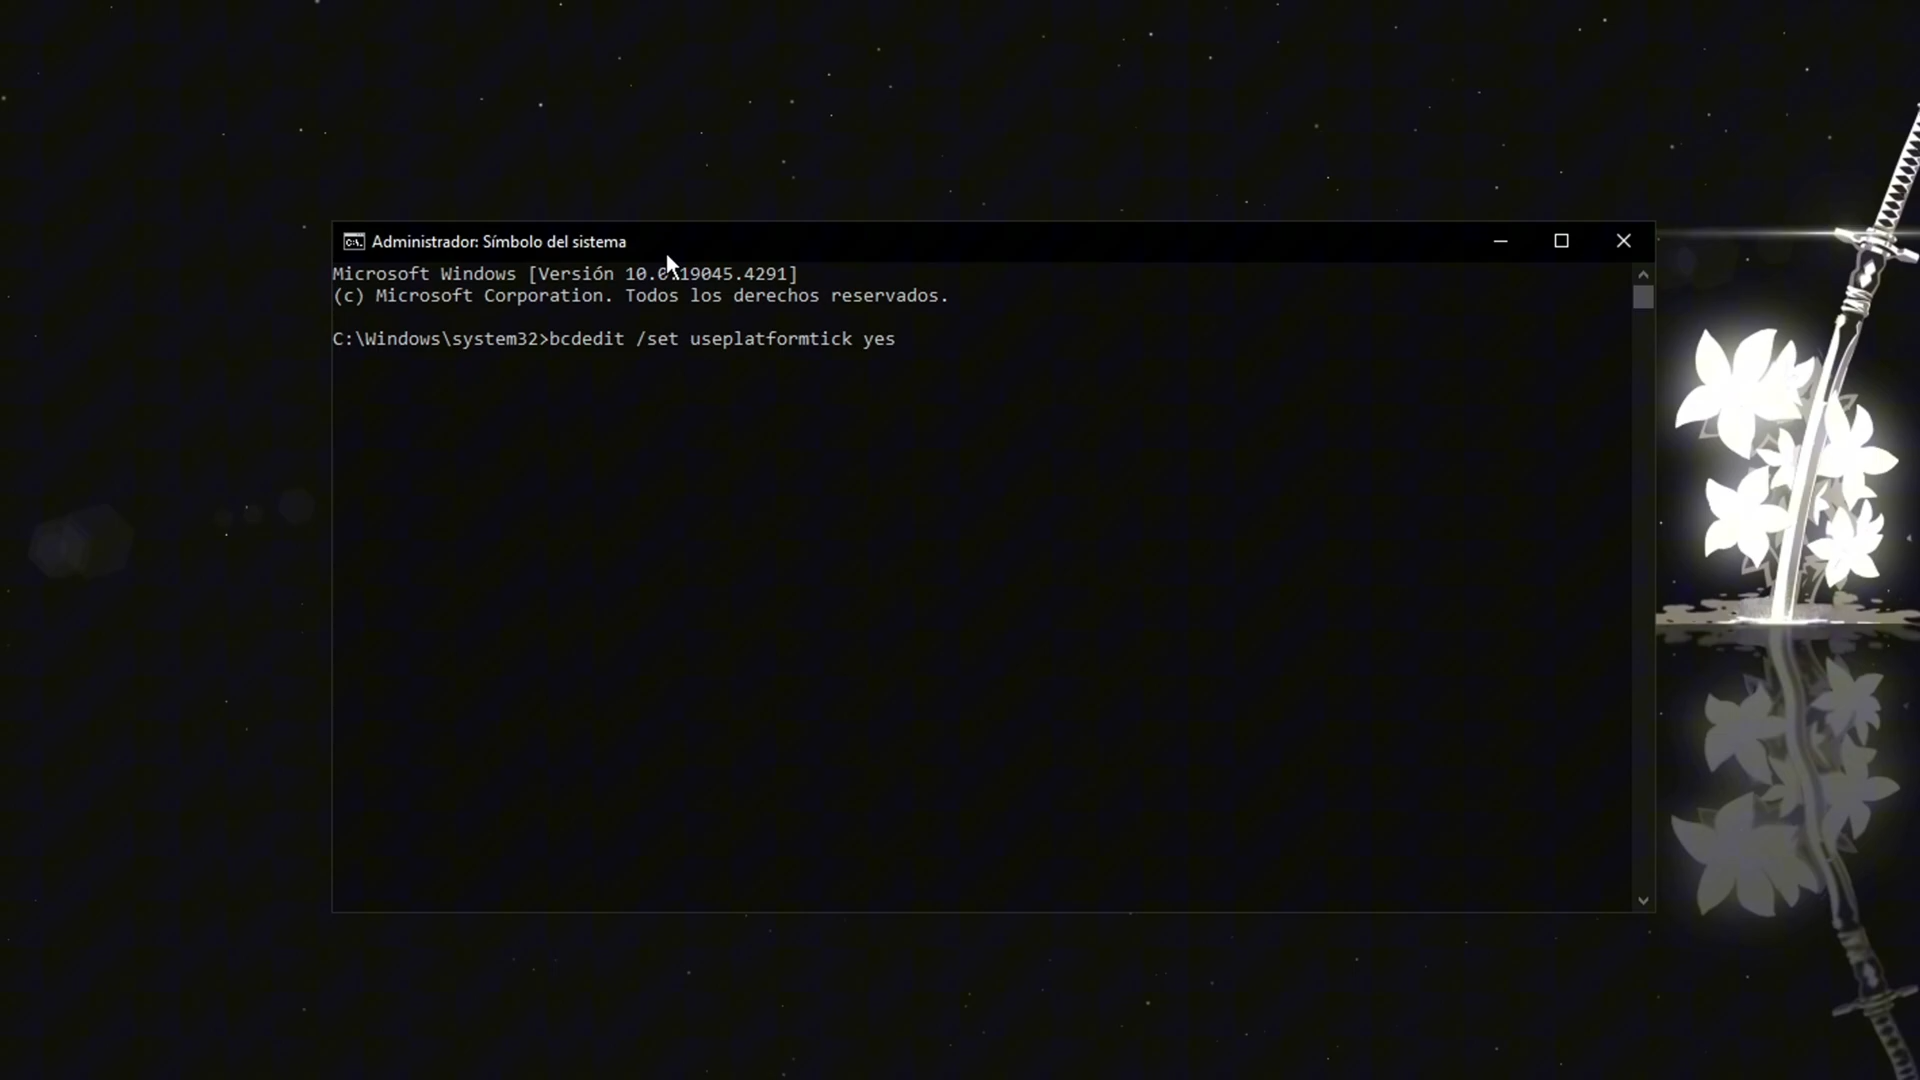 Administrador: Símbolo del sistema
Microsoft Windows [Versión 10.0.19045.4291]
(c) Microsoft Corporation. Todos los derechos reservados.
C:\Windows\system32>bcdedit /set useplatformtick yes